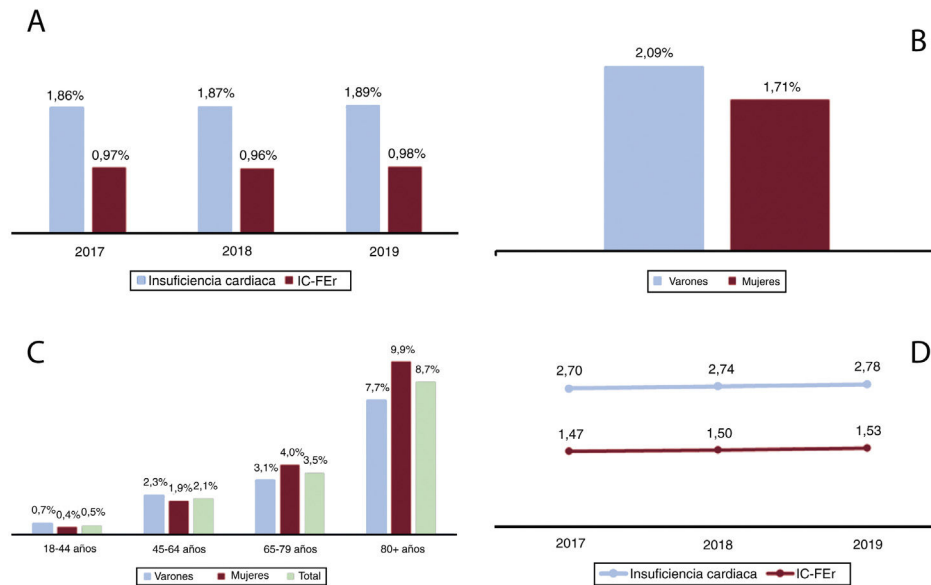 A
1,86% 1,87% 1,89%
0,97% 0,96% 0,98%
2017 2018 2019
Insuficiencia cardiaca IC-FEr
B
2,09%
1,71%
Varones Mujeres
C
0,7% 0,4% 0,5%
2,3% 1,9% 2,1%
3,1% 4,0% 3,5%
7,7% 9,9% 8,7%
18-44 años 45-64 años 65-79 años 80+ años
Varones Mujeres Total
D
2,70 2,74 2,78
1,47 1,50 1,53
2017 2018 2019
Insuficiencia cardiaca IC-FEr